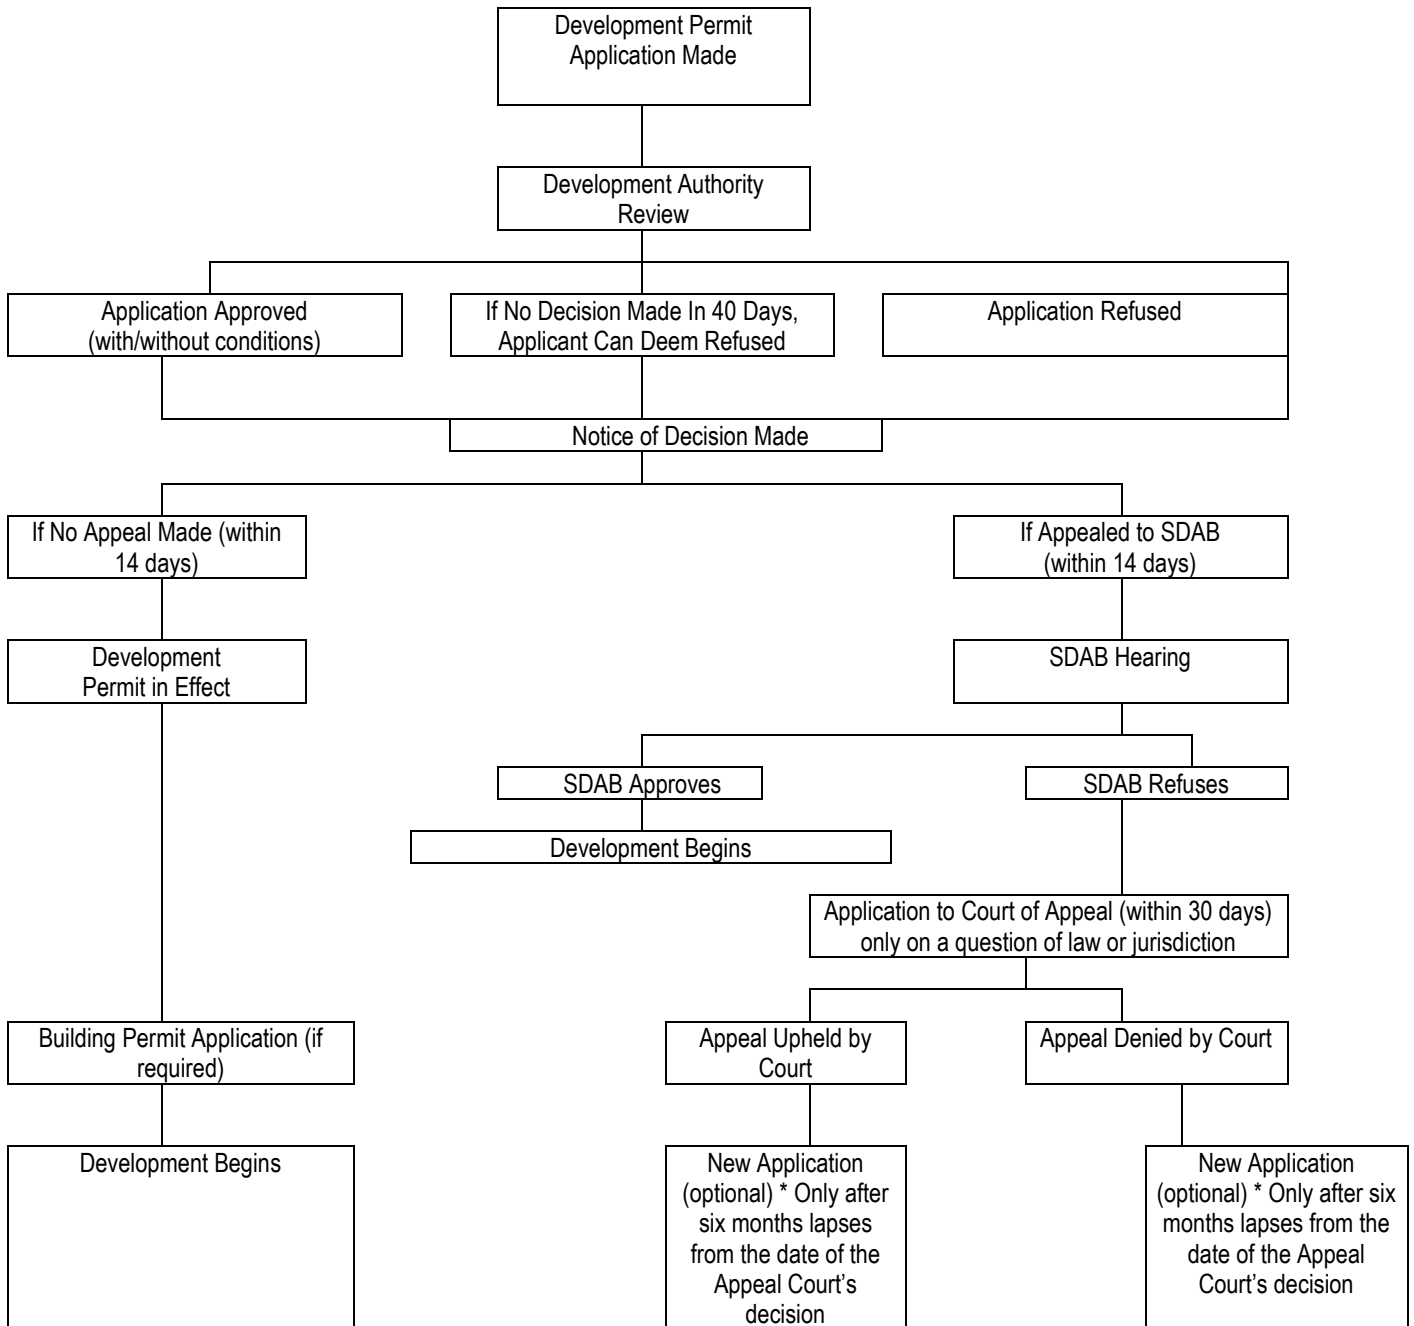 Development Permit
Application Made
Development Authority
Review
Application Approved
(with/without conditions)
If No Decision Made In 40 Days,
Applicant Can Deem Refused
Application Refused
Notice of Decision Made
If No Appeal Made (within
14 days)
If Appealed to SDAB
(within 14 days)
Development
Permit in Effect
SDAB Hearing
SDAB Approves
SDAB Refuses
Development Begins
Application to Court of Appeal (within 30 days)
only on a question of law or jurisdiction
Building Permit Application (if
required)
Appeal Upheld by
Court
Appeal Denied by Court
Development Begins
New Application
(optional) * Only after
six months lapses
from the date of the
Appeal Court’s
decision
New Application
(optional) * Only after six
months lapses from the
date of the Appeal
Court’s decision